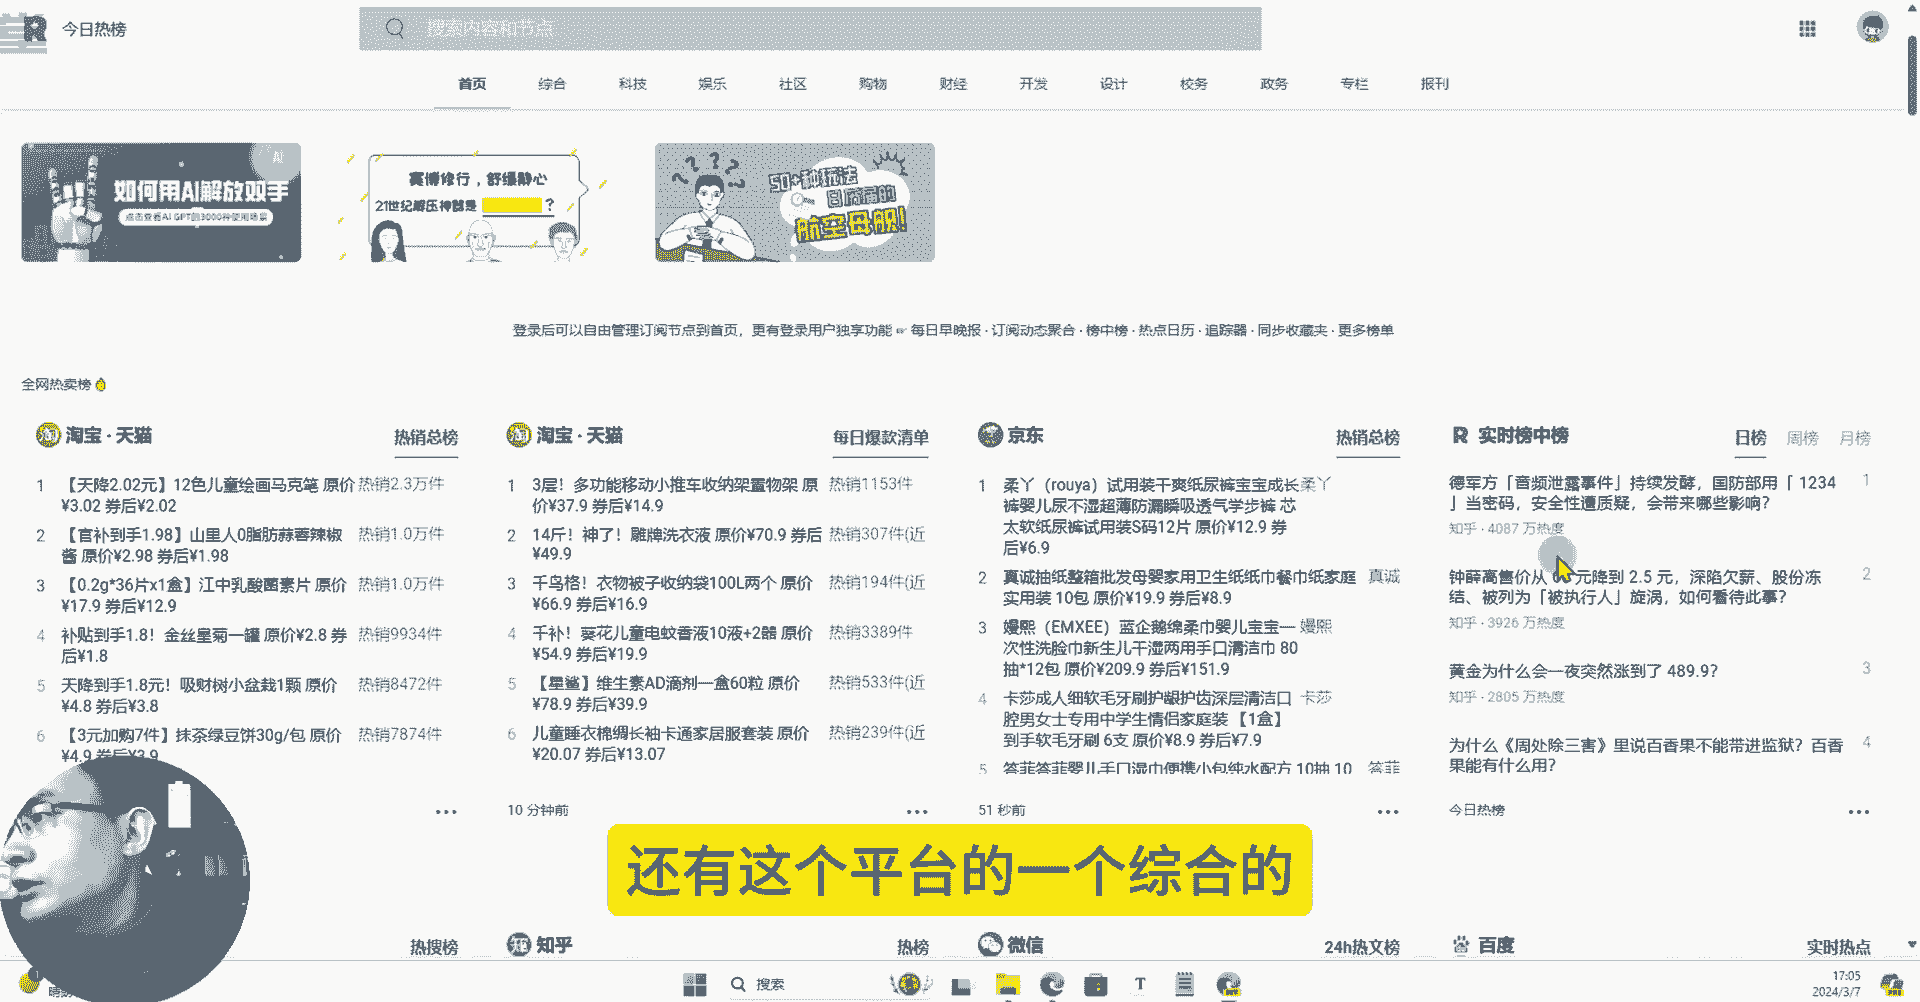 今日热榜
搜索内容和节点
首页 综合 科技 娱乐 社区 购物 财经 开发 设计 校务 政务 专栏 报刊
AI
如何用AI解放双手
点击查看AI GPT的3000种使用场景
赛博修行，舒缓静心
21世纪解压神器是 ?
50+种玩法
日历届的
航空母舰!
登录后可以自由管理订阅节点到首页，更有登录用户独享功能 ☞ 每日早晚报 · 订阅动态聚合 · 榜中榜 · 热点日历 · 追踪器 · 同步收藏夹 · 更多榜单
全网热卖榜
淘宝 · 天猫 热销总榜
1 【天降2.02元】12色儿童绘画马克笔 原价 热销2.3万件
¥3.02 券后¥2.02
2 【官补到手1.98】山里人0脂肪蒜蓉辣椒 热销1.0万件
酱 原价¥2.98 券后¥1.98
3 【0.2g*36片x1盒】江中乳酸菌素片 原价 热销1.0万件
¥17.9 券后¥12.9
4 补贴到手1.8！金丝皇菊一罐 原价¥2.8 券 热销9934件
后¥1.8
5 天降到手1.8元！吸财树小盆栽1颗 原价 热销8472件
¥4.8 券后¥3.8
6 【3元加购7件】抹茶绿豆饼30g/包 原价 热销7874件
¥4.9 券后¥3.9
淘宝 · 天猫 每日爆款清单
1 3层！多功能移动小推车收纳架置物架 原 热销1153件
价¥37.9 券后¥14.9
2 14斤！神了！雕牌洗衣液 原价¥70.9 券后 热销307件(近
¥49.9
3 千鸟格！衣物被子收纳袋100L两个 原价 热销194件(近
¥66.9 券后¥16.9
4 千补！葵花儿童电蚊香液10液+2器 原价 热销3389件
¥54.9 券后¥19.9
5 【星鲨】维生素AD滴剂一盒60粒 原价 热销533件(近
¥78.9 券后¥39.9
6 儿童睡衣棉绸长袖卡通家居服套装 原价 热销239件(近
¥20.07 券后¥13.07
10 分钟前
京东 热销总榜
1 柔丫（rouya）试用装干爽纸尿裤宝宝成长 柔丫
裤婴儿尿不湿超薄防漏瞬吸透气学步裤 芯
太软纸尿裤试用装S码12片 原价¥12.9 券
后¥6.9
2 真诚抽纸整箱批发母婴家用卫生纸纸巾餐巾纸家庭 真诚
实用装 10包 原价¥19.9 券后¥8.9
3 嫚熙（EMXEE）蓝企鹅绵柔巾婴儿宝宝一 嫚熙
次性洗脸巾新生儿干湿两用手口清洁巾 80
抽*12包 原价¥209.9 券后¥151.9
4 卡莎成人细软毛牙刷护龈护齿深层清洁口 卡莎
腔男女士专用中学生情侣家庭装 【1盒】
到手软毛牙刷 6支 原价¥8.9 券后¥7.9
5 答菲答菲婴儿手口湿巾便携小包纯水配方 10抽 10 答菲
51 秒前
实时榜中榜 日榜 周榜 月榜
德军方「音频泄露事件」持续发酵，国防部用「 1234 1
」当密码，安全性遭质疑，会带来哪些影响？
知乎 · 4087 万热度
钟薛高售价从 元降到 2.5 元，深陷欠薪、股份冻 2
结、被列为「被执行人」旋涡，如何看待此事？
知乎 · 3926 万热度
黄金为什么会一夜突然涨到了 489.9？ 3
知乎 · 2805 万热度
为什么《周处除三害》里说百香果不能带进监狱？百香 4
果能有什么用？
今日热榜
还有这个平台的一个综合的
热搜榜
知乎 热榜
微信 24h热文榜
百度 实时热点
搜索
17:05
2024/3/7